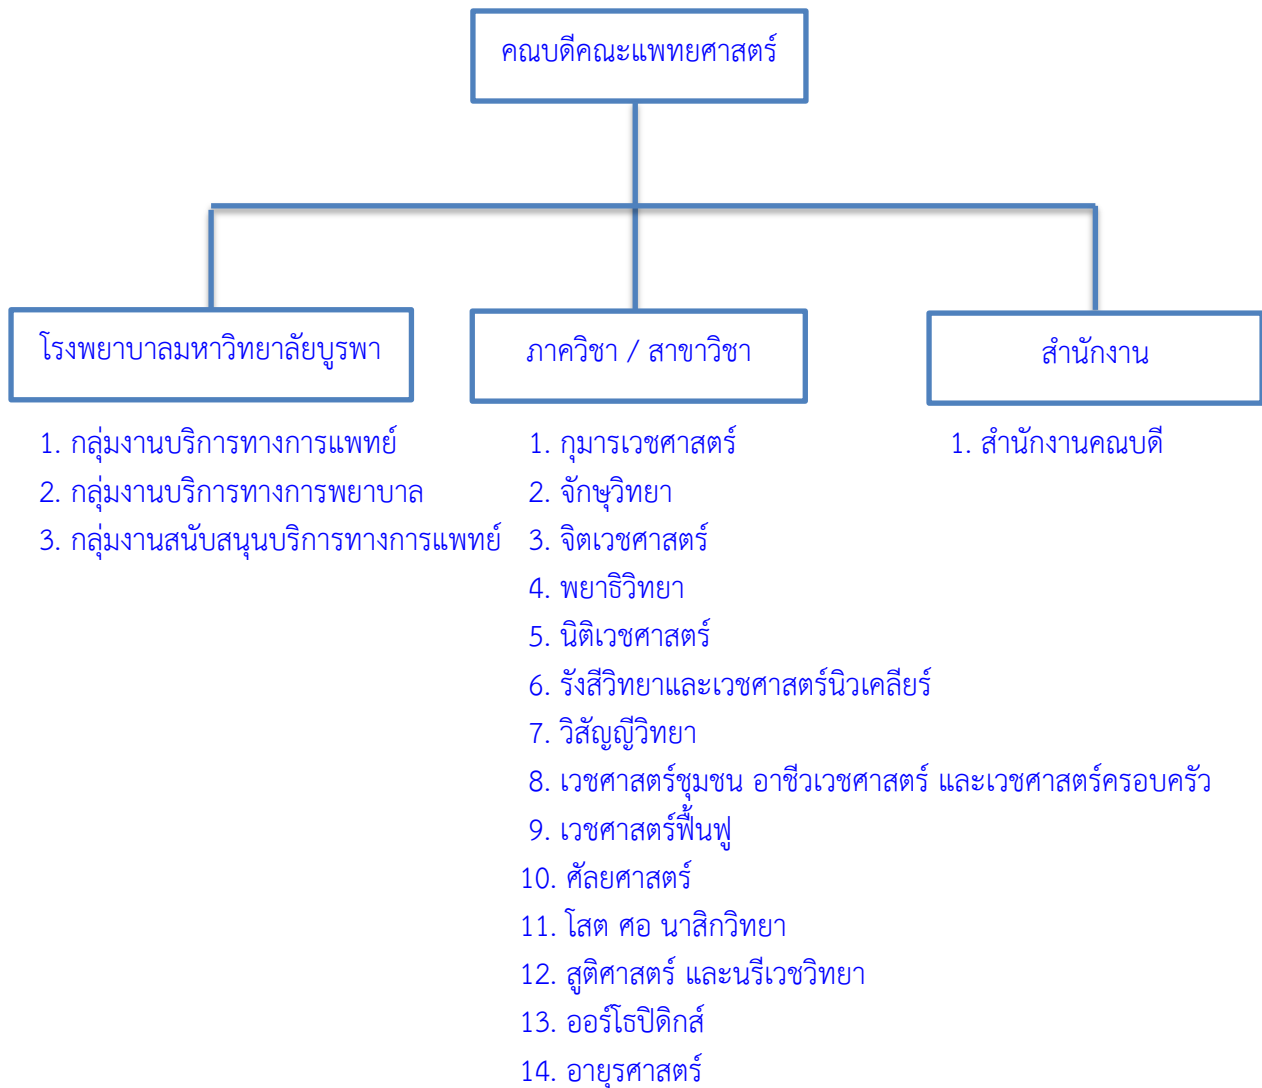 คณบดีคณะแพทยศาสตร์
โรงพยาบาลมหาวิทยาลัยบูรพา
1. กลุ่มงานบริการทางการแพทย์
2. กลุ่มงานบริการทางการพยาบาล
3. กลุ่มงานสนับสนุนบริการทางการแพทย์
ภาควิชา / สาขาวิชา
1. กุมารเวชศาสตร์
2. จักษุวิทยา
3. จิตเวชศาสตร์
4. พยาธิวิทยา
5. นิติเวชศาสตร์
6. รังสีวิทยาและเวชศาสตร์นิวเคลียร์
7. วิสัญญีวิทยา
8. เวชศาสตร์ชุมชน อาชีวเวชศาสตร์ และเวชศาสตร์ครอบครัว
9. เวชศาสตร์ฟื้นฟู
10. ศัลยศาสตร์
11. โสต ศอ นาสิกวิทยา
12. สูติศาสตร์ และนรีเวชวิทยา
13. ออร์โธปิดิกส์
14. อายุรศาสตร์
สำนักงาน
1. สำนักงานคณบดี